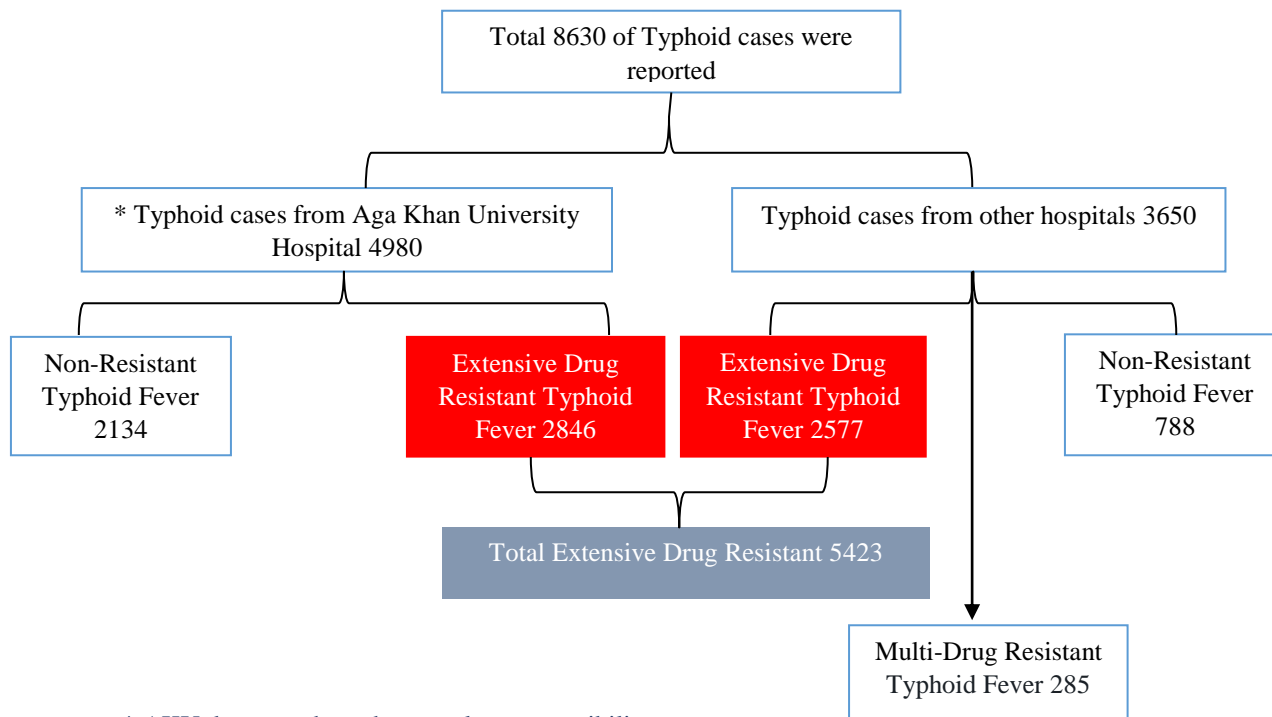 Total 8630 of Typhoid cases were
reported
* Typhoid cases from Aga Khan University
Hospital 4980
Typhoid cases from other hospitals 3650
Non-Resistant
Typhoid Fever
2134
Extensive Drug
Resistant Typhoid
Fever 2846
Extensive Drug
Resistant Typhoid
Fever 2577
Non-Resistant
Typhoid Fever
788
Total Extensive Drug Resistant 5423
Multi-Drug Resistant
Typhoid Fever 285